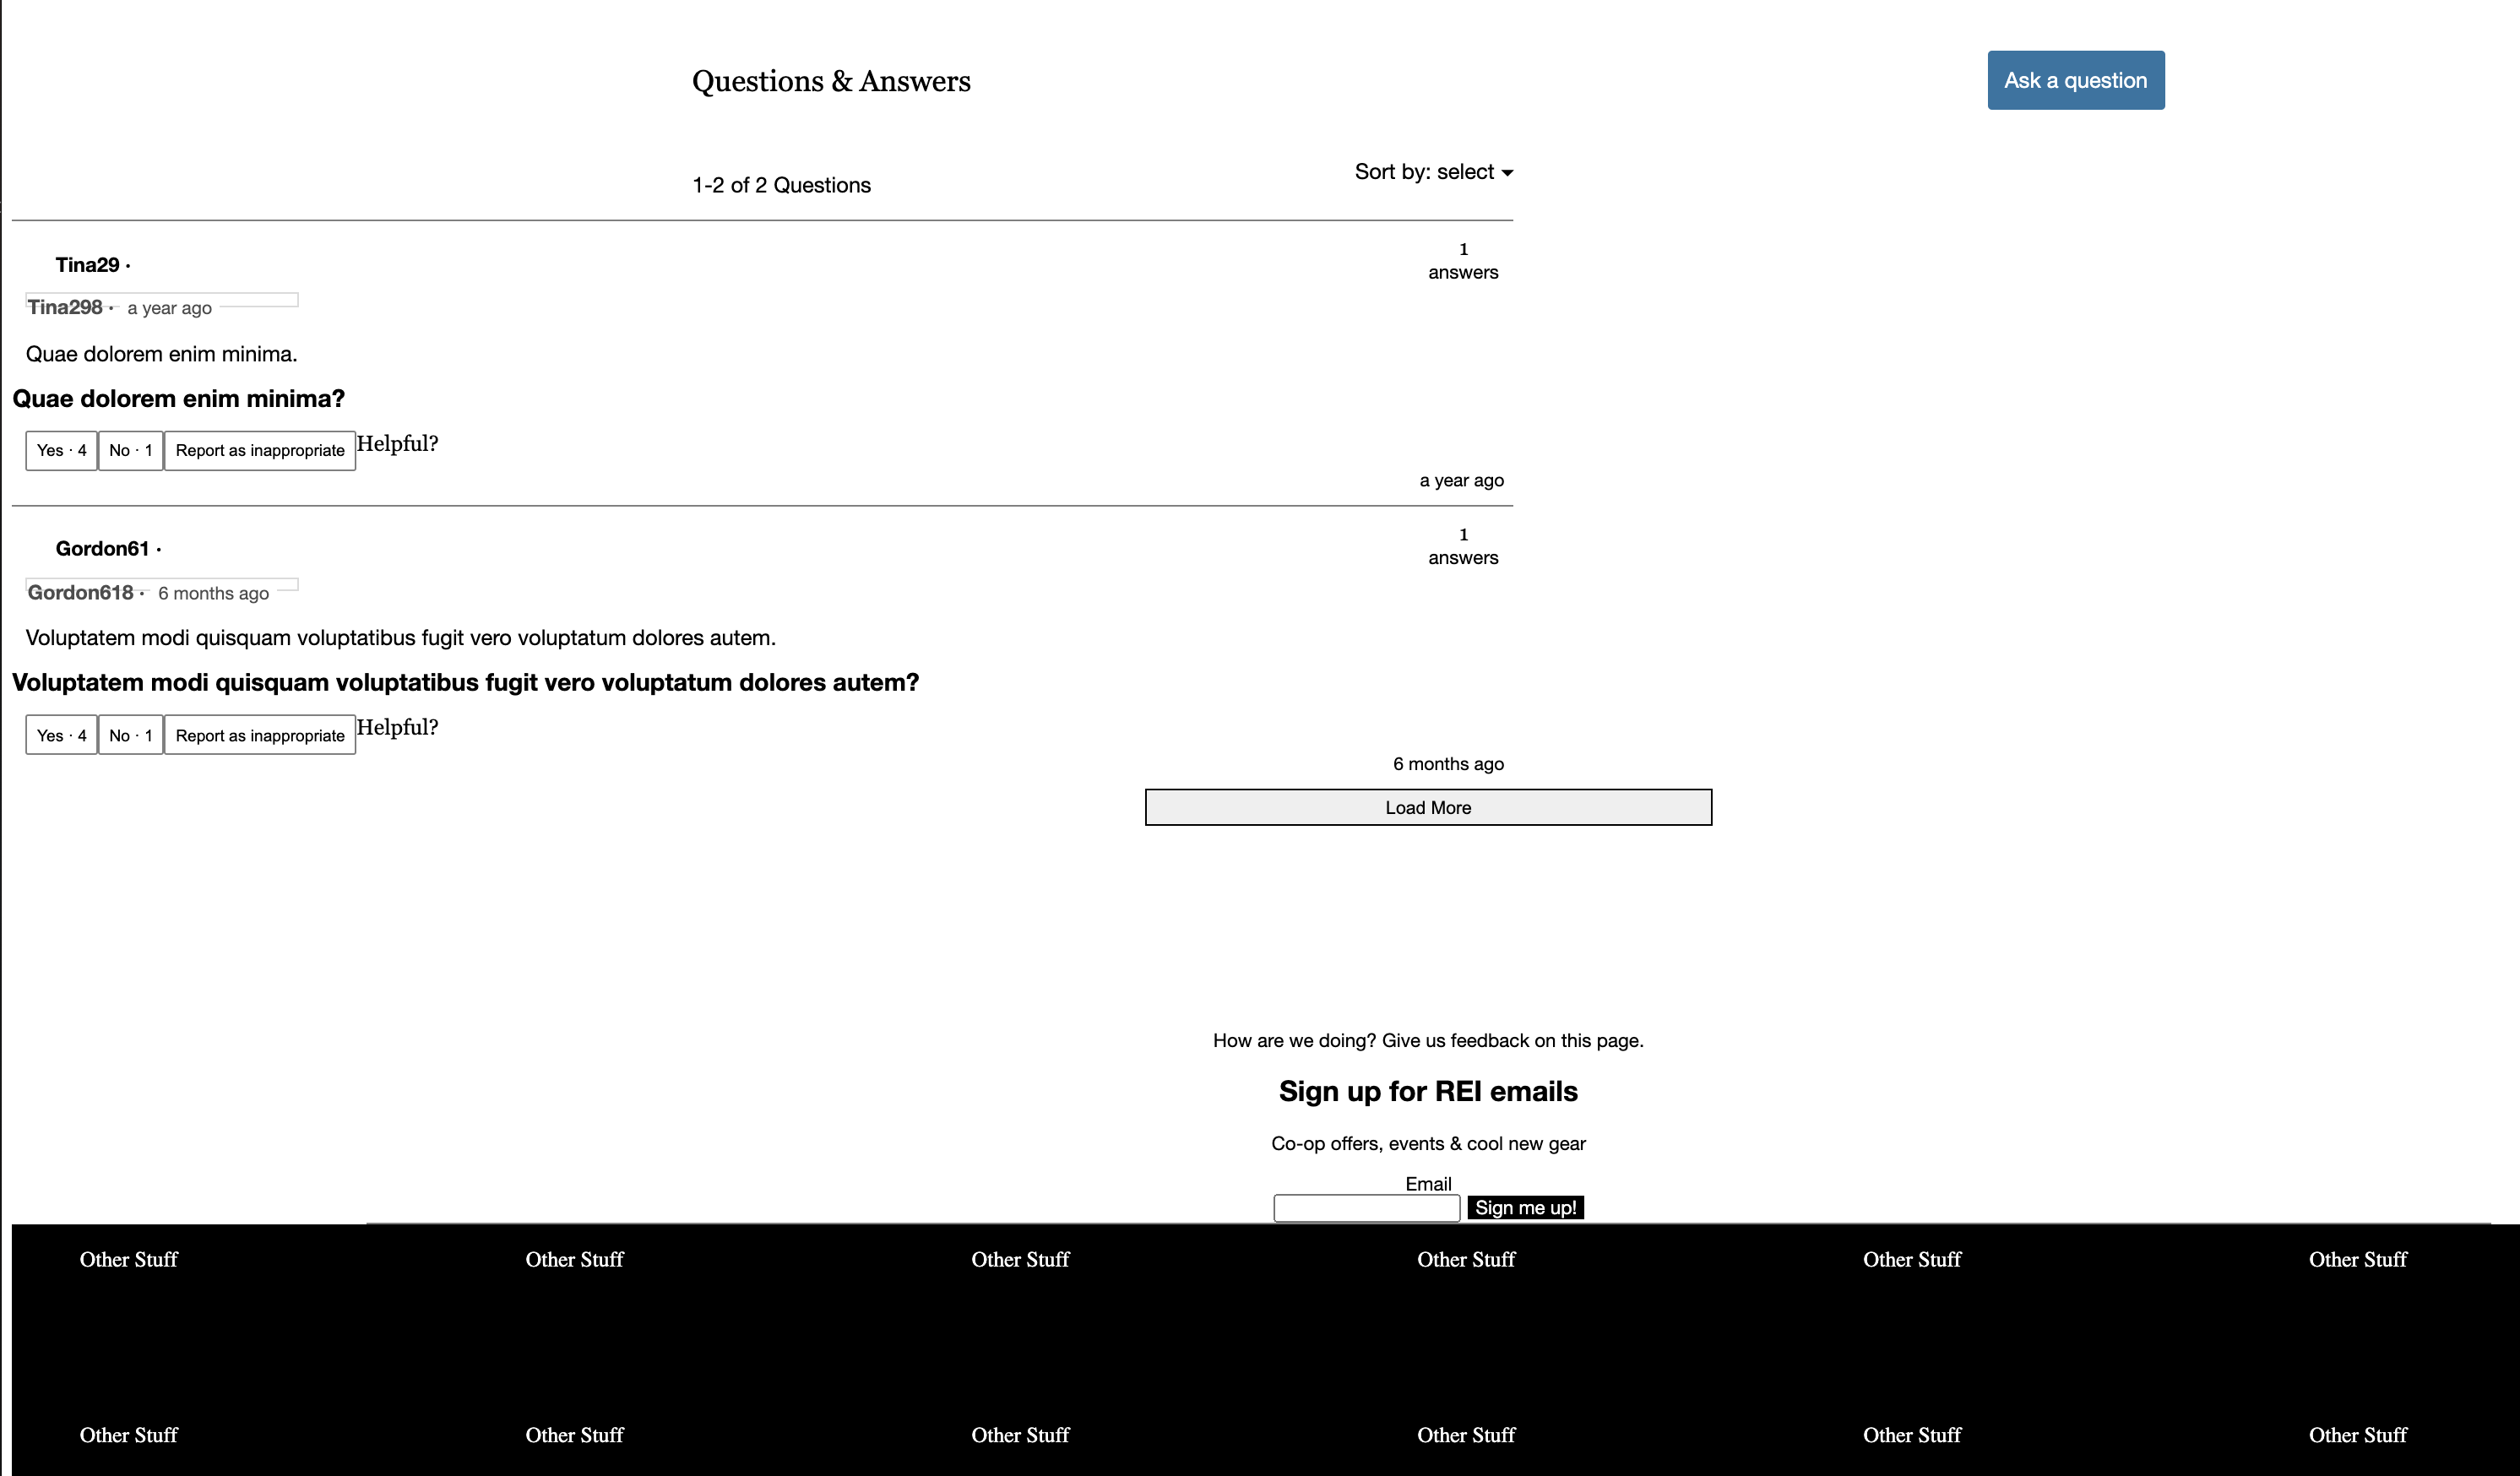 Questions & Answers
Ask a question
1-2 of 2 Questions
Sort by: select
Tina29 ·
1
answers
Tina298 · a year ago
Quae dolorem enim minima.
Quae dolorem enim minima?
Yes · 4
No · 1
Report as inappropriate
Helpful?
a year ago
Gordon61 ·
1
answers
Gordon618 · 6 months ago
Voluptatem modi quisquam voluptatibus fugit vero voluptatum dolores autem.
Voluptatem modi quisquam voluptatibus fugit vero voluptatum dolores autem?
Yes · 4
No · 1
Report as inappropriate
Helpful?
6 months ago
Load More
How are we doing? Give us feedback on this page.
Sign up for REI emails
Co-op offers, events & cool new gear
Email
Sign me up!
Other Stuff
Other Stuff
Other Stuff
Other Stuff
Other Stuff
Other Stuff
Other Stuff
Other Stuff
Other Stuff
Other Stuff
Other Stuff
Other Stuff